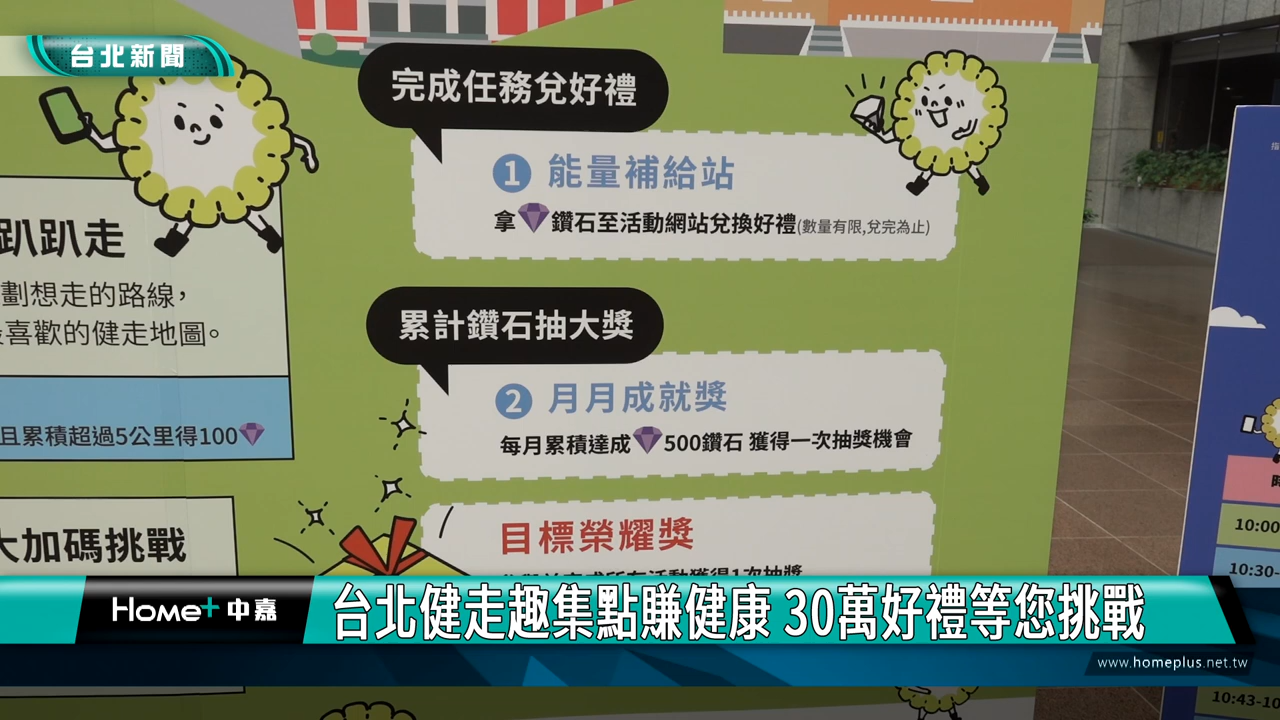 台北新聞
完成任務兌好禮
1 能量補給站
拿鑽石至活動網站兌換好禮(數量有限,兌完為止)
累計鑽石抽大獎
2 月月成就獎
每月累積達成500鑽石 獲得一次抽獎機會
目標榮耀獎
趴趴走
劃想走的路線，
喜歡的健走地圖。
且累積超過5公里得100
大加碼挑戰
10:00
10:30-
10:43-10
Home+ 中嘉
台北健走趣集點賺健康 30萬好禮等您挑戰
www.homeplus.net.tw